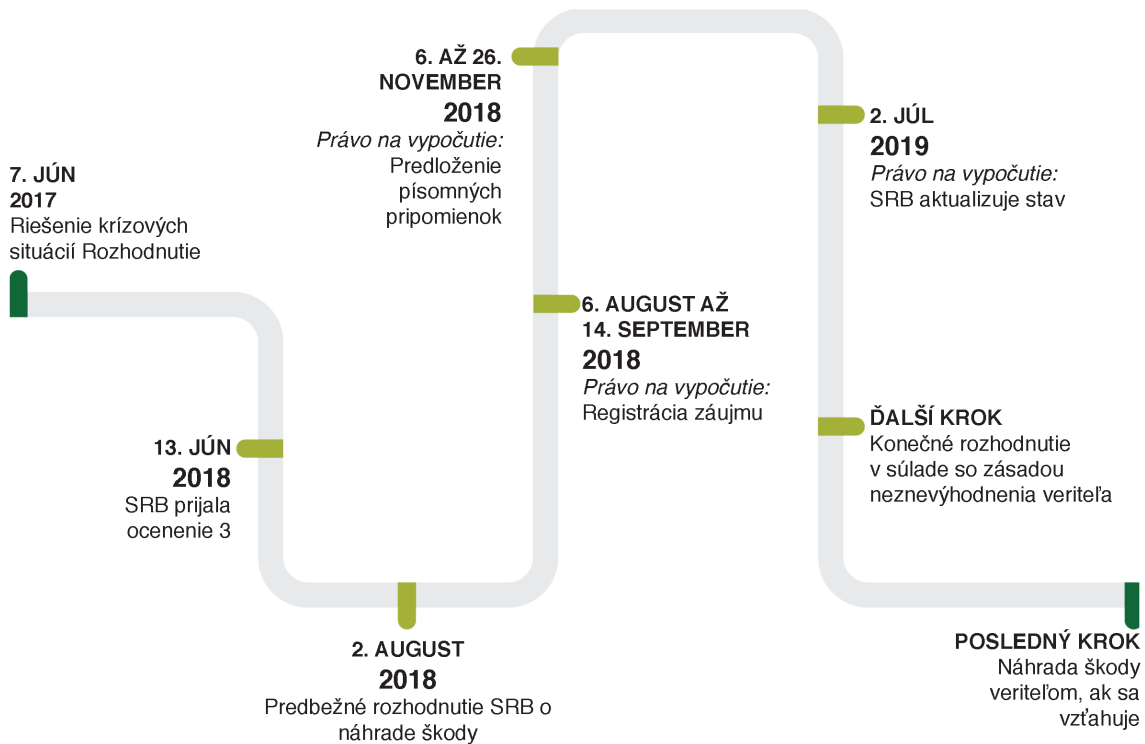 7. JÚN
2017
Riešenie krízových
situácií Rozhodnutie
13. JÚN
2018
SRB prijala
ocenenie 3
2. AUGUST
2018
Predbežné rozhodnutie SRB o
náhrade škody
6. AUGUST AŽ
14. SEPTEMBER
2018
Právo na vypočutie:
Registrácia záujmu
6. AŽ 26.
NOVEMBER
2018
Právo na vypočutie:
Predloženie
písomných
pripomienok
2. JÚL
2019
Právo na vypočutie:
SRB aktualizuje stav
ĎALŠÍ KROK
Konečné rozhodnutie
v súlade so zásadou
neznevýhodnenia veriteľa
POSLEDNÝ KROK
Náhrada škody
veriteľom, ak sa
vzťahuje